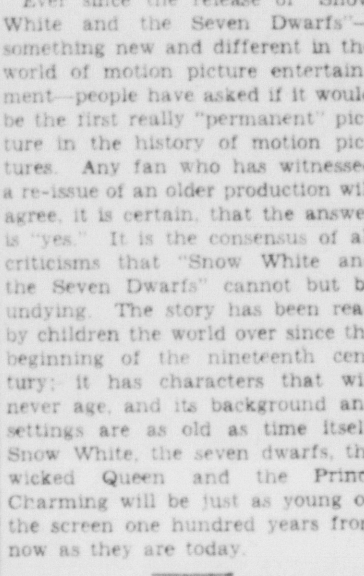 Ever since the release of "Snow
White and the Seven Dwarfs"—
something new and different in th
world of motion picture entertain
ment—people have asked if it woul
be the first really "permanent" pic
ture in the history of motion pic
tures. Any fan who has witnesse
a re-issue of an older production wi
agree, it is certain, that the answe
is "yes." It is the consensus of a
criticisms that "Snow White an
the Seven Dwarfs" cannot but b
undying. The story has been rea
by children the world over since th
beginning of the nineteenth cen
tury; it has characters that wi
never age, and its background an
settings are as old as time itsel
Snow White, the seven dwarfs, th
wicked Queen and the Princ
Charming will be just as young o
the screen one hundred years fro
now as they are today.